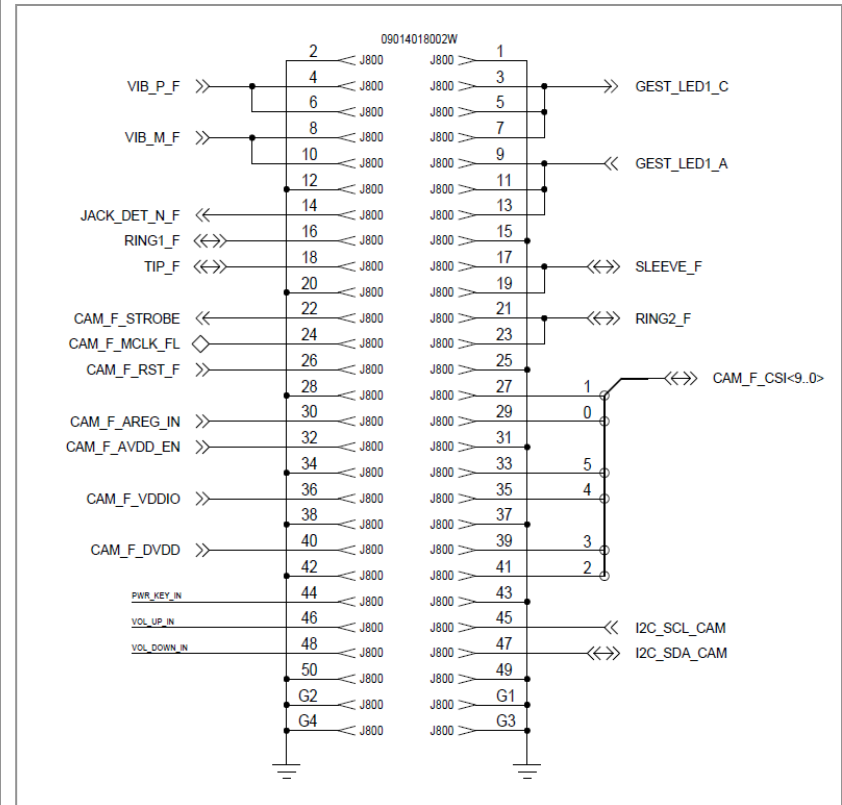 09014018002W
2 J800 J800 1
VIB_P_F 4 J800 J800 3 GEST_LED1_C
6 J800 J800 5
VIB_M_F 8 J800 J800 7
10 J800 J800 9 GEST_LED1_A
12 J800 J800 11
JACK_DET_N_F 14 J800 J800 13
RING1_F 16 J800 J800 15
TIP_F 18 J800 J800 17 SLEEVE_F
20 J800 J800 19
CAM_F_STROBE 22 J800 J800 21 RING2_F
CAM_F_MCLK_FL 24 J800 J800 23
CAM_F_RST_F 26 J800 J800 25
CAM_F_CSI<9..0>
28 J800 J800 27 1
CAM_F_AREG_IN 30 J800 J800 29 0
CAM_F_AVDD_EN 32 J800 J800 31
34 J800 J800 33 5
CAM_F_VDDIO 36 J800 J800 35 4
38 J800 J800 37
CAM_F_DVDD 40 J800 J800 39 3
42 J800 J800 41 2
PWR_KEY_IN 44 J800 J800 43
VOL_UP_IN 46 J800 J800 45 I2C_SCL_CAM
VOL_DOWN_IN 48 J800 J800 47 I2C_SDA_CAM
50 J800 J800 49
G2 J800 J800 G1
G4 J800 J800 G3